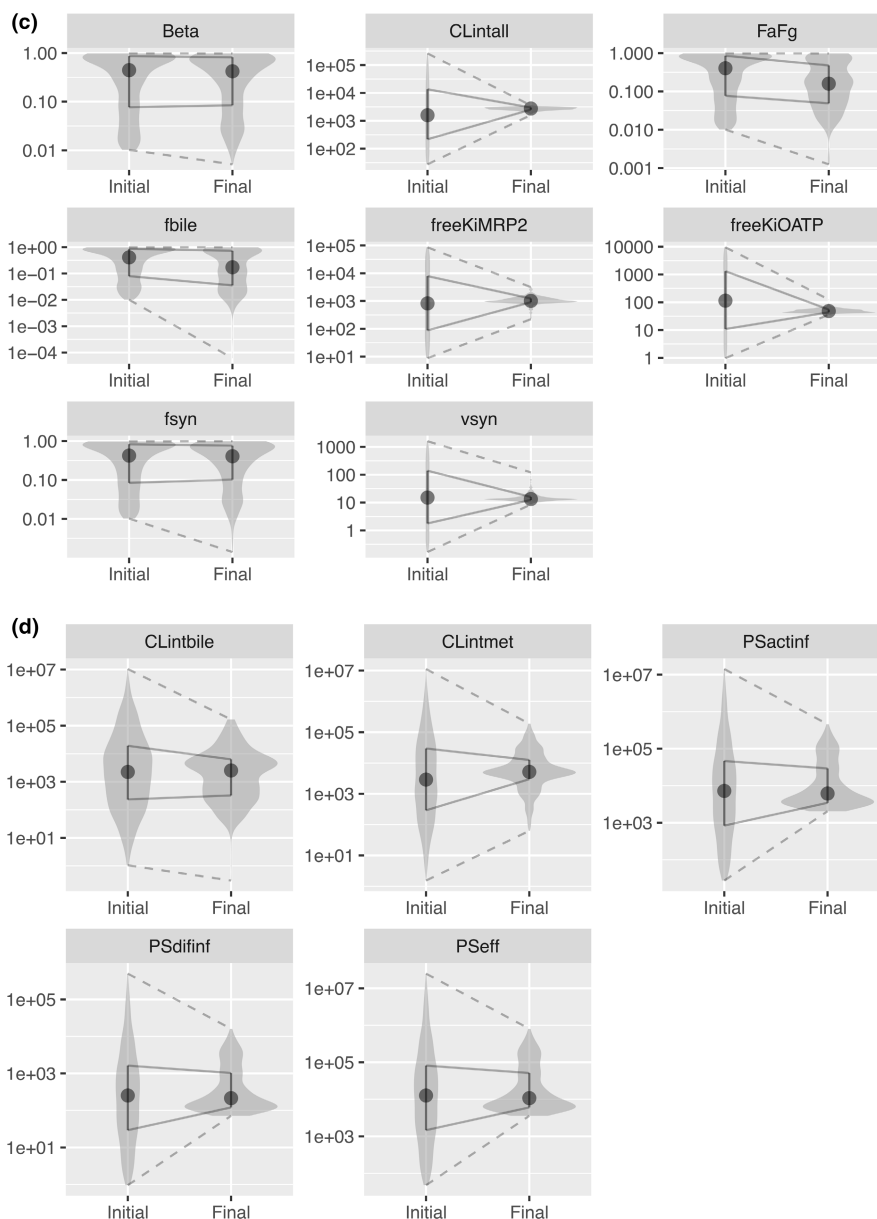 (c)
Beta
CLintall
FaFg
1.00
0.10
0.01
1e+05
1e+04
1e+03
1e+02
1.000
0.100
0.010
0.001
Initial
Final
Initial
Final
Initial
Final
fbile
freeKiMRP2
freeKiOATP
1e+00
1e−01
1e−02
1e−03
1e−04
1e+05
1e+04
1e+03
1e+02
1e+01
10000
1000
100
10
1
Initial
Final
Initial
Final
Initial
Final
fsyn
vsyn
1.00
0.10
0.01
1000
100
10
1
Initial
Final
Initial
Final
(d)
CLintbile
CLintmet
PSactinf
1e+07
1e+05
1e+03
1e+01
1e+07
1e+05
1e+03
1e+01
1e+07
1e+05
1e+03
Initial
Final
Initial
Final
Initial
Final
PSdifinf
PSeff
1e+05
1e+03
1e+01
1e+07
1e+05
1e+03
Initial
Final
Initial
Final